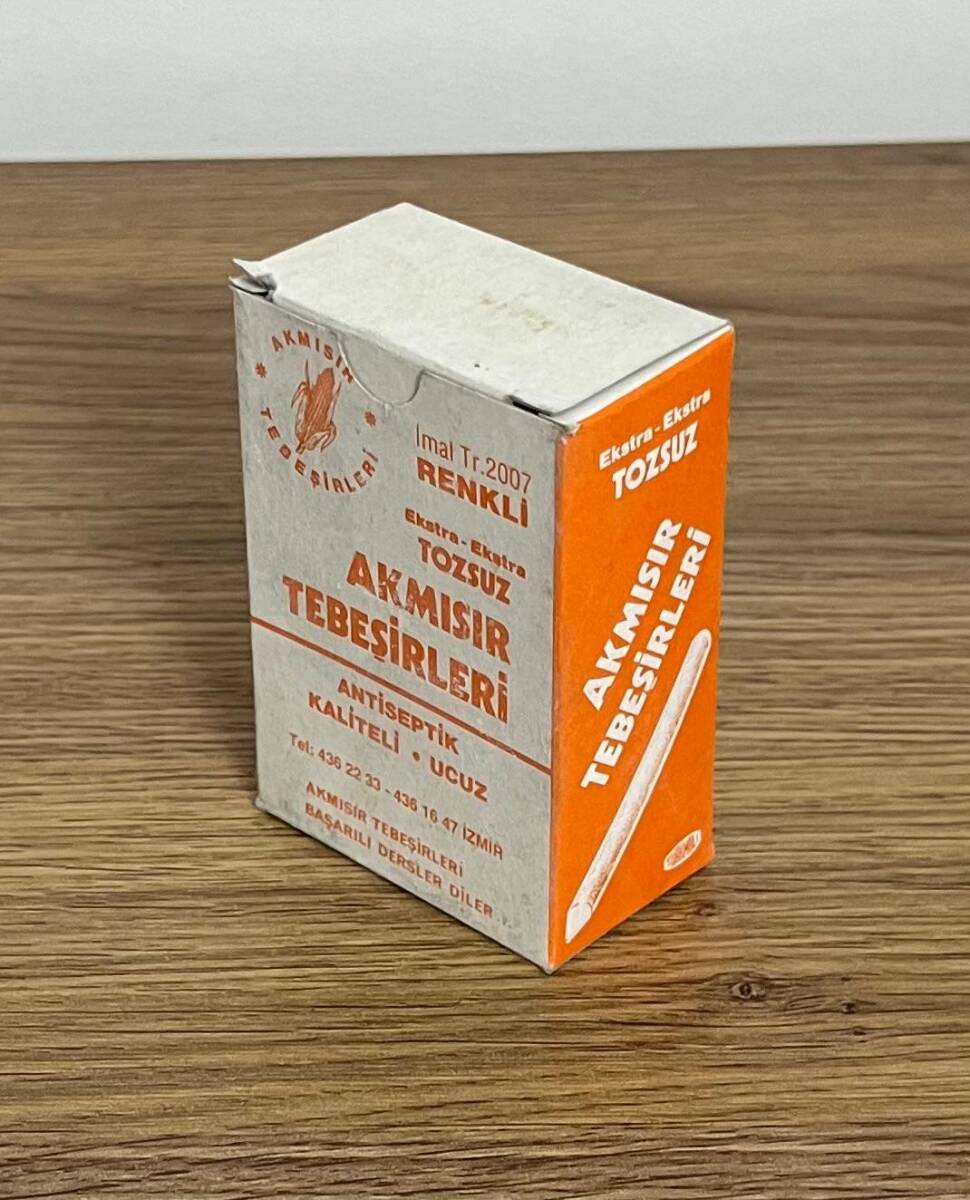 AKMISIR
TEBEŞİRLERİ
Imal Tr.2007
RENKLİ
Ekstra - Ekstra
TOZSUZ
AKMISIR
TEBEŞİRLERİ
ANTİSEPTİK
KALİTELİ • UCUZ
Tel: 436 22 33 - 436 16 47 İZMİR
AKMISIR TEBEŞİRLERİ
BAŞARILI DERSLER DİLER
Ekstra - Ekstra
TOZSUZ
AKMISIR
TEBEŞİRLERİ